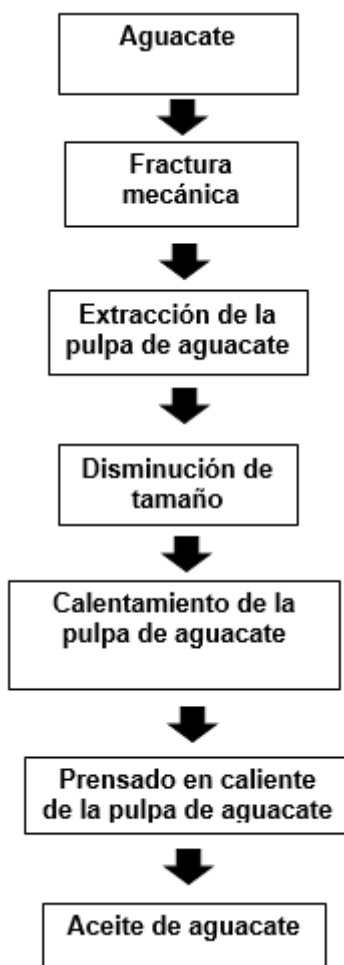 Aguacate
Fractura
mecánica
Extracción de la
pulpa de aguacate
Disminución de
tamaño
Calentamiento de la
pulpa de aguacate
Prensado en caliente
de la pulpa de aguacate
Aceite de aguacate